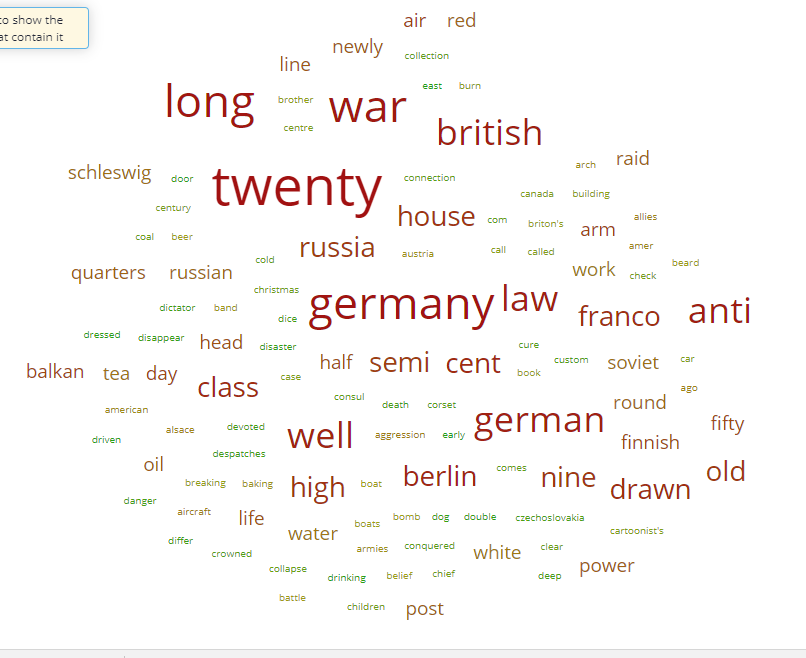 to show the
at contain it
air red
newly
collection
line
east burn
long brother war
centre
british
schleswig door
arch raid
twenty connection
canada building
century
house com briton's arm allies
coal beer
russia austria call called amer
cold
quarters russian work check beard
christmas
dictator band
germany law
dice
franco anti
dressed disappear head disaster
cure
half semi cent book custom soviet car
balkan tea day
case
class
ago
consul death corset round
american
german fifty
alsace devoted
driven
well aggression early finnish
despatches
oil
comes
breaking baking high boat berlin nine drawn old
danger
aircraft
life boats bomb dog double czechoslovakia
water
cartoonist's
differ
crowned armies conquered white clear
collapse
drinking belief chief deep power
battle
children post